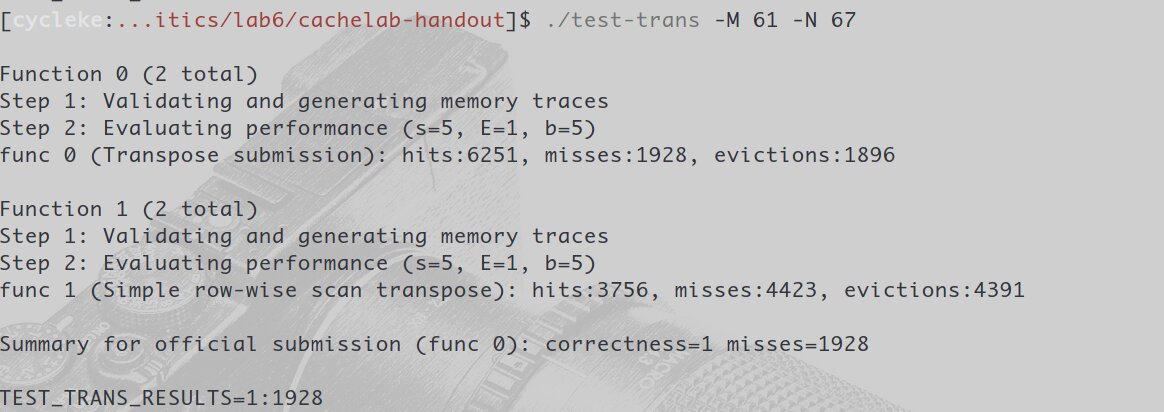 [cycleke:...itics/lab6/cachelab-handout]$ ./test-trans -M 61 -N 67
Function 0 (2 total)
Step 1: Validating and generating memory traces
Step 2: Evaluating performance (s=5, E=1, b=5)
func 0 (Transpose submission): hits:6251, misses:1928, evictions:1896
Function 1 (2 total)
Step 1: Validating and generating memory traces
Step 2: Evaluating performance (s=5, E=1, b=5)
func 1 (Simple row-wise scan transpose): hits:3756, misses:4423, evictions:4391
Summary for official submission (func 0): correctness=1 misses=1928
TEST_TRANS_RESULTS=1:1928